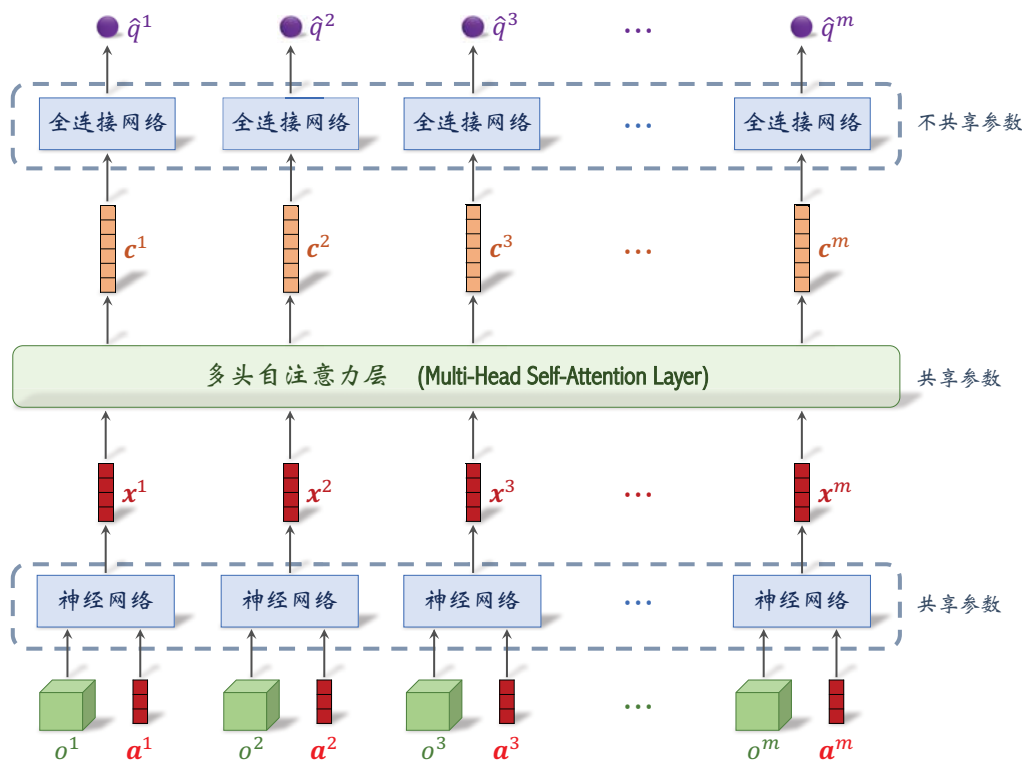 q̂¹ q̂² q̂³ … q̂ᵐ
全连接网络 全连接网络 全连接网络 … 全连接网络 不共享参数
c¹ c² c³ … cᵐ
多头自注意力层 (Multi-Head Self-Attention Layer) 共享参数
x¹ x² x³ … xᵐ
神经网络 神经网络 神经网络 … 神经网络 共享参数
…
o¹ a¹ o² a² o³ a³ oᵐ aᵐ